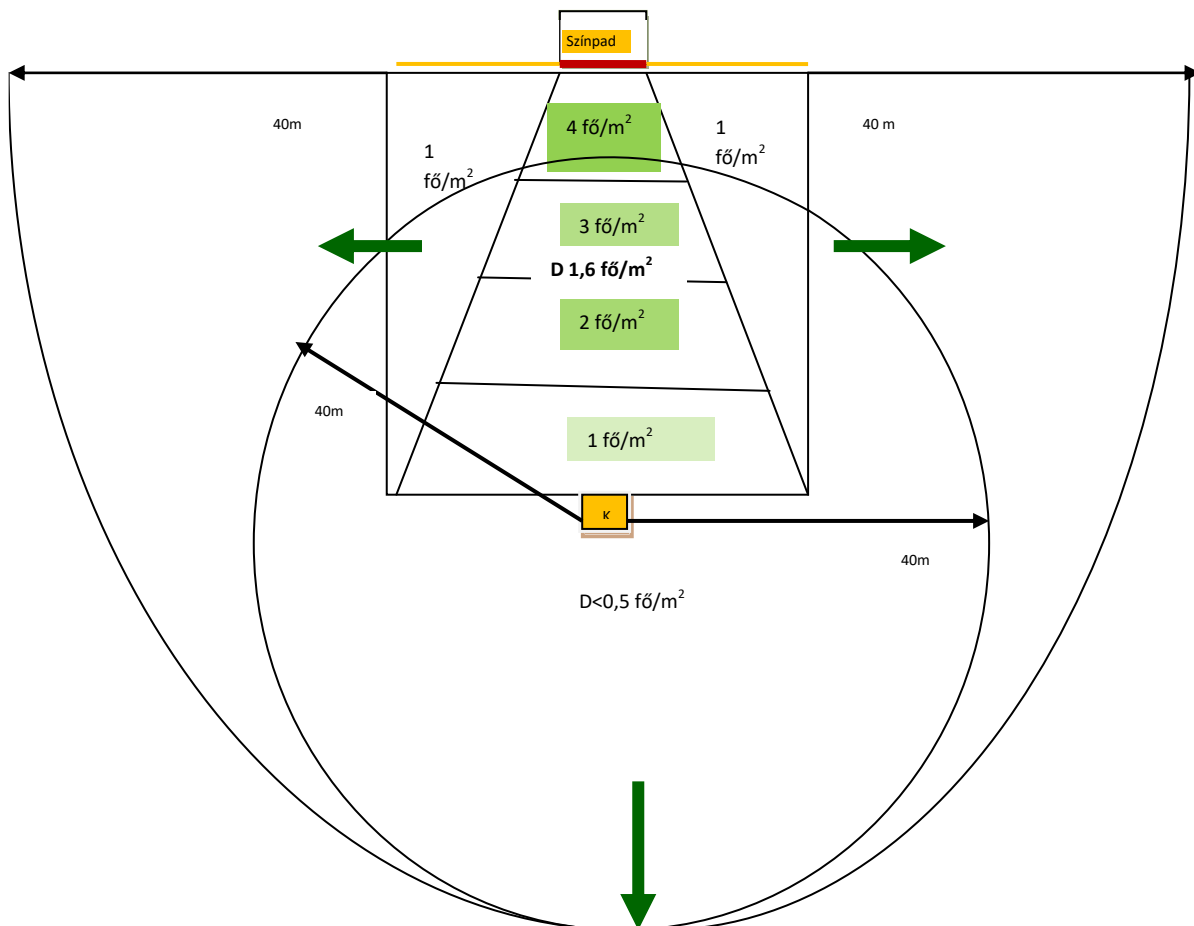 Színpad
40m
4 fő/m²
1
fő/m²
40 m
1
fő/m²
3 fő/m²
D 1,6 fő/m²
2 fő/m²
40m
1 fő/m²
K
40m
D<0,5 fő/m²